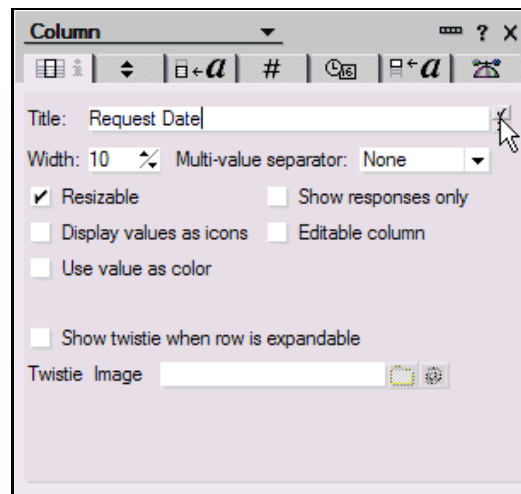 Column ? X
i a # 16 a
Title: Request Date
Width: 10 Multi-value separator: None
Resizable Show responses only
Display values as icons Editable column
Use value as color
Show twistie when row is expandable
Twistie Image